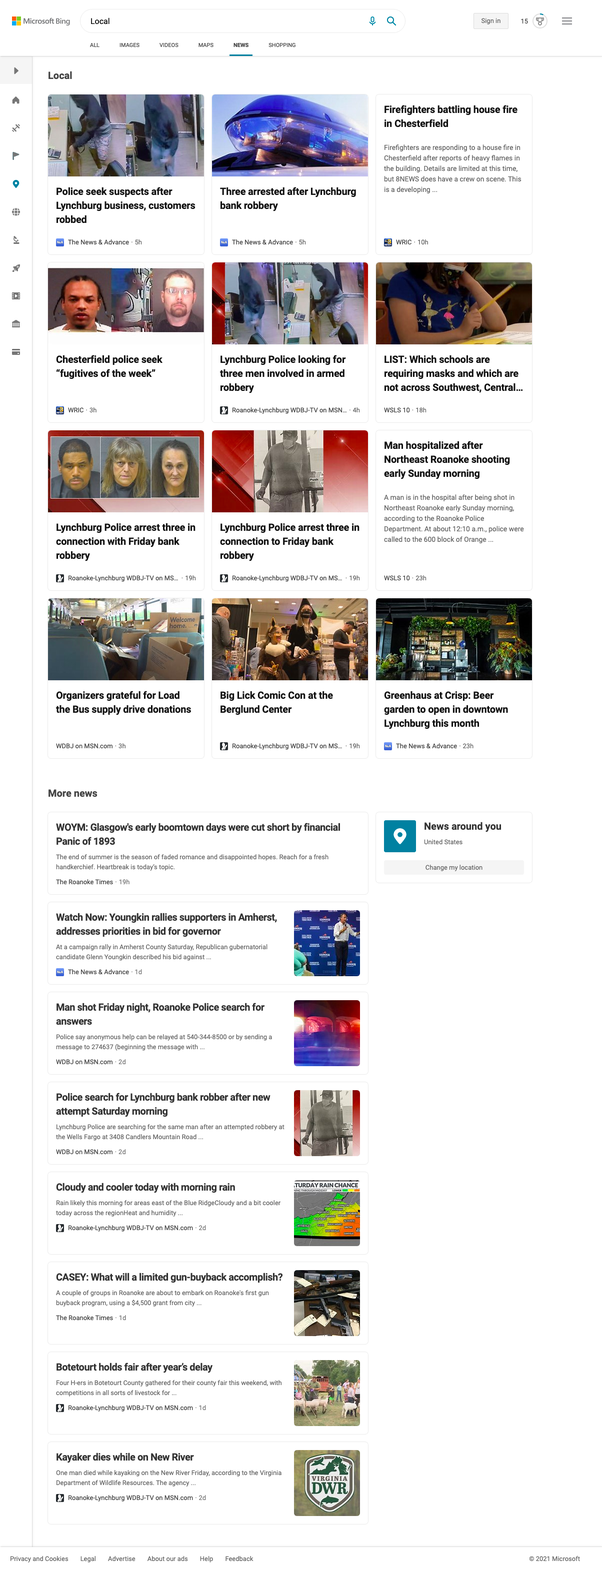 Microsoft Bing
Local
Sign in
15
ALL
IMAGES
VIDEOS
MAPS
NEWS
SHOPPING
Local
Police seek suspects after
Lynchburg business, customers
robbed
The News & Advance · 5h
Three arrested after Lynchburg
bank robbery
The News & Advance · 5h
Firefighters battling house fire
in Chesterfield
Firefighters are responding to a house fire in
Chesterfield after reports of heavy flames in
the building. Details are limited at this time,
but 8NEWS does have a crew on scene. This
is a developing ...
WRIC · 10h
Chesterfield police seek
“fugitives of the week”
WRIC · 3h
Lynchburg Police looking for
three men involved in armed
robbery
Roanoke-Lynchburg WDBJ-TV on MSN... · 4h
LIST: Which schools are
requiring masks and which are
not across Southwest, Central...
WSLS 10 · 18h
Lynchburg Police arrest three in
connection with Friday bank
robbery
Roanoke-Lynchburg WDBJ-TV on MS... · 19h
Lynchburg Police arrest three in
connection to Friday bank
robbery
Roanoke-Lynchburg WDBJ-TV on MS... · 19h
Man hospitalized after
Northeast Roanoke shooting
early Sunday morning
A man is in the hospital after being shot in
Northeast Roanoke early Sunday morning,
according to the Roanoke Police
Department. At about 12:10 a.m., police were
called to the 600 block of Orange ...
WSLS 10 · 23h
Welcome
home.
Organizers grateful for Load
the Bus supply drive donations
WDBJ on MSN.com · 3h
Big Lick Comic Con at the
Berglund Center
Roanoke-Lynchburg WDBJ-TV on MS... · 19h
Greenhaus at Crisp: Beer
garden to open in downtown
Lynchburg this month
The News & Advance · 23h
More news
WOYM: Glasgow's early boomtown days were cut short by financial
Panic of 1893
The end of summer is the season of faded romance and disappointed hopes. Reach for a fresh
handkerchief. Heartbreak is today's topic.
The Roanoke Times · 19h
News around you
United States
Change my location
Watch Now: Youngkin rallies supporters in Amherst,
addresses priorities in bid for governor
At a campaign rally in Amherst County Saturday, Republican gubernatorial
candidate Glenn Youngkin described his bid against ...
The News & Advance · 1d
Man shot Friday night, Roanoke Police search for
answers
Police say anonymous help can be relayed at 540-344-8500 or by sending a
message to 274637 (beginning the message with ...
WDBJ on MSN.com · 2d
Police search for Lynchburg bank robber after new
attempt Saturday morning
Lynchburg Police are searching for the same man after an attempted robbery at
the Wells Fargo at 3408 Candlers Mountain Road ...
WDBJ on MSN.com · 2d
Cloudy and cooler today with morning rain
Rain likely this morning for areas east of the Blue RidgeCloudy and a bit cooler
today across the regionHeat and humidity ...
Roanoke-Lynchburg WDBJ-TV on MSN.com · 2d
TURDAY RAIN CHANCE
CASEY: What will a limited gun-buyback accomplish?
A couple of groups in Roanoke are about to embark on Roanoke's first gun
buyback program, using a $4,500 grant from city ...
The Roanoke Times · 1d
Botetourt holds fair after year’s delay
Four H-ers in Botetourt County gathered for their county fair this weekend, with
competitions in all sorts of livestock for ...
Roanoke-Lynchburg WDBJ-TV on MSN.com · 1d
Kayaker dies while on New River
One man died while kayaking on the New River Friday, according to the Virginia
Department of Wildlife Resources. The agency ...
Roanoke-Lynchburg WDBJ-TV on MSN.com · 2d
VIRGINIA
DWR
Privacy and Cookies
Legal
Advertise
About our ads
Help
Feedback
© 2021 Microsoft